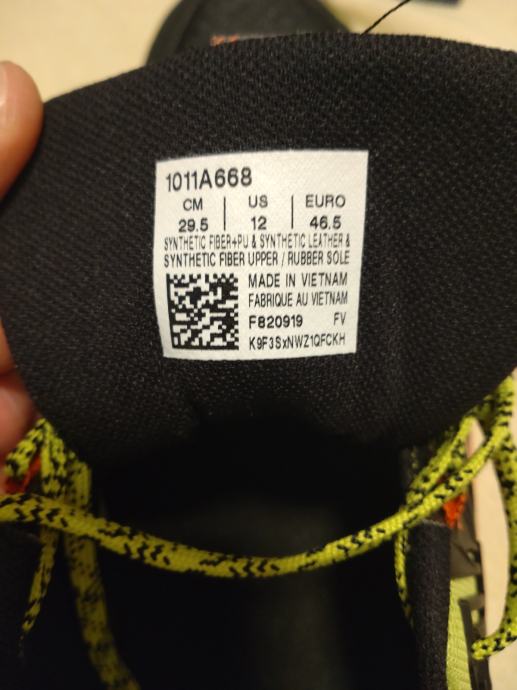 1011A668
CM | US | EURO
29.5 | 12 | 46.5
SYNTHETIC FIBER+PU & SYNTHETIC LEATHER &
SYNTHETIC FIBER UPPER / RUBBER SOLE
MADE IN VIETNAM
FABRIQUE AU VIETNAM
F820919 FV
K9F3SxNWZ1QFCKH